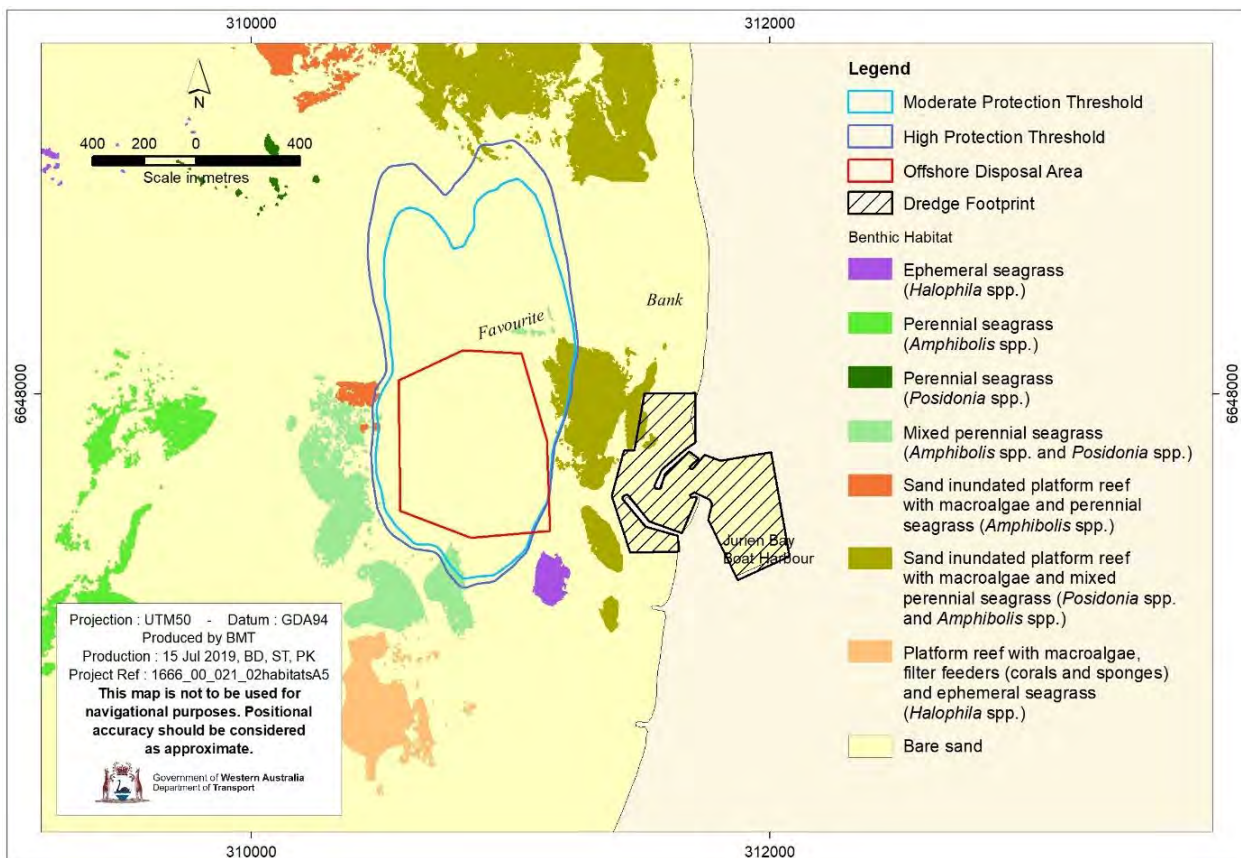 310000
312000
N
400 200 0 400
Scale in metres
Bank
Favourite
6648000
6648000
Jurien Bay
Boat Harbour
Legend
Moderate Protection Threshold
High Protection Threshold
Offshore Disposal Area
Dredge Footprint
Benthic Habitat
Ephemeral seagrass
(Halophila spp.)
Perennial seagrass
(Amphibolis spp.)
Perennial seagrass
(Posidonia spp.)
Mixed perennial seagrass
(Amphibolis spp. and Posidonia spp.)
Sand inundated platform reef
with macroalgae and perennial
seagrass (Amphibolis spp.)
Sand inundated platform reef
with macroalgae and mixed
perennial seagrass (Posidonia spp.
and Amphibolis spp.)
Platform reef with macroalgae,
filter feeders (corals and sponges)
and ephemeral seagrass
(Halophila spp.)
Bare sand
Projection : UTM50 - Datum : GDA94
Produced by BMT
Production : 15 Jul 2019, BD, ST, PK
Project Ref : 1666_00_021_02habitatsA5
This map is not to be used for
navigational purposes. Positional
accuracy should be considered
as approximate.
Government of Western Australia
Department of Transport
310000
312000